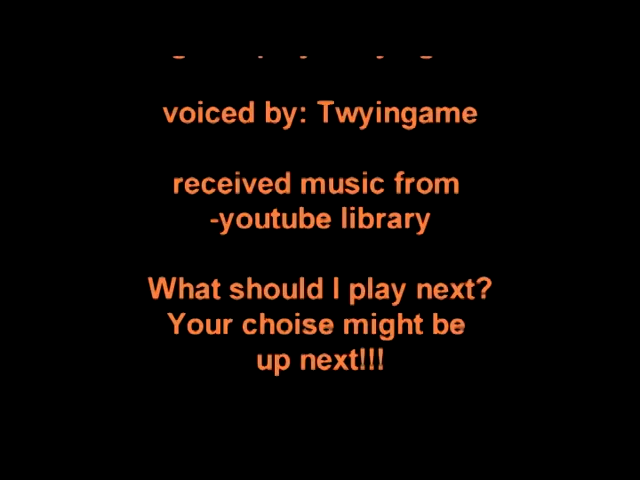 voiced by: Twyingame
received music from
-youtube library
What should I play next?
Your choise might be
up next!!!